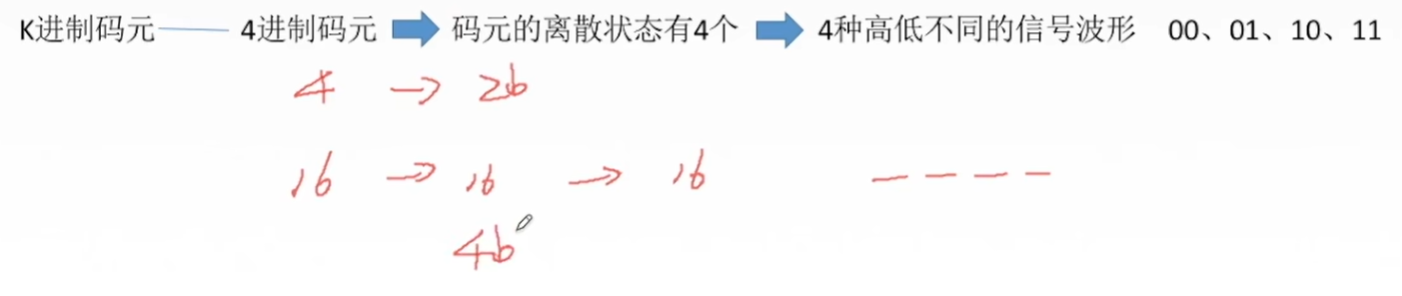 K进制码元 4进制码元 码元的离散状态有4个 4种高低不同的信号波形 00、01、10、11
4 → 2b
16 → 16 → 16 — — — —
4b